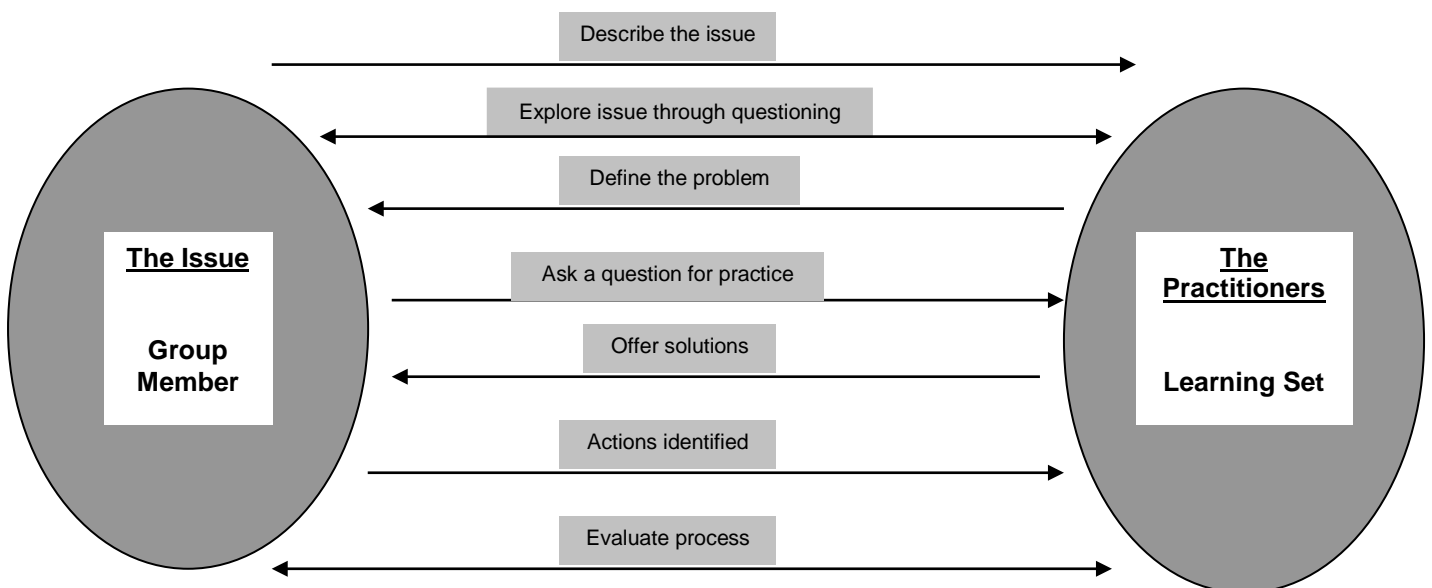 Describe the issue
Explore issue through questioning
Define the problem
The Issue
Group
Member
Ask a question for practice
Offer solutions
Actions identified
Evaluate process
The
Practitioners
Learning Set